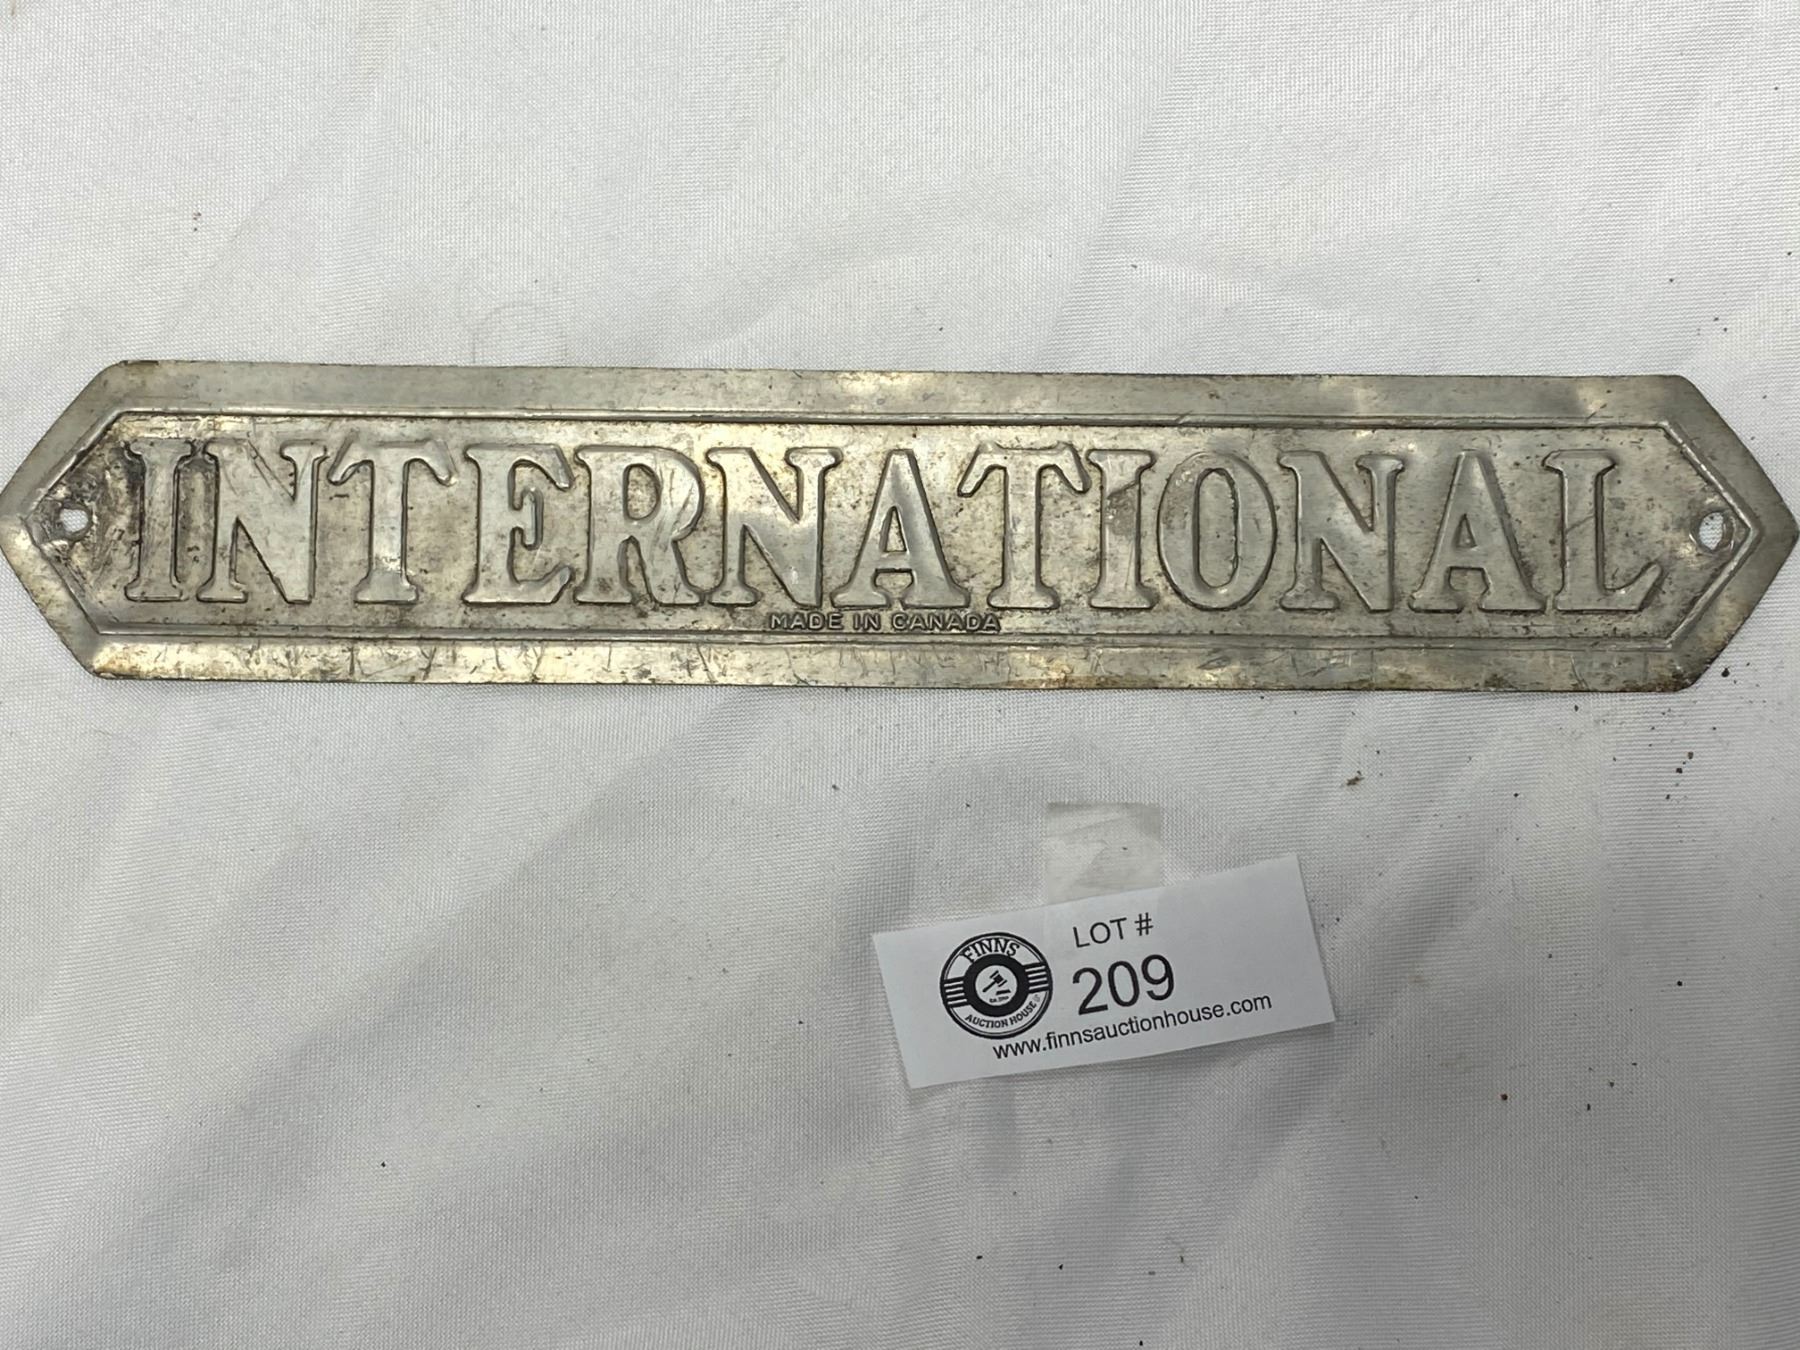 INTERNATIONAL
MADE IN CANADA
FINNS
AUCTION HOUSE
LOT #
209
www.finnsauctionhouse.com